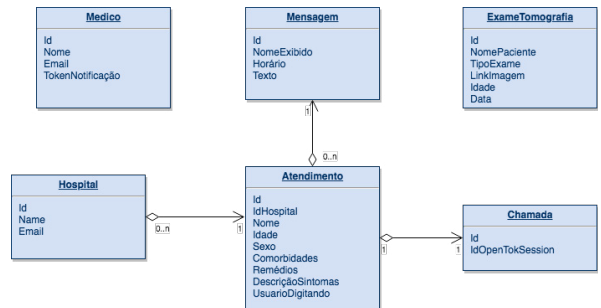 Medico
Id
Nome
Email
TokenNotificação
Mensagem
Id
NomeExibido
Horário
Texto
ExameTomografia
Id
NomePaciente
TipoExame
LinkImagem
Idade
Data
1
0..n
Hospital
Id
Name
Email
0..n
1
Atendimento
Id
IdHospital
Nome
Idade
Sexo
Comorbidades
Remédios
DescriçãoSintomas
UsuarioDigitando
1
1
Chamada
Id
IdOpenTokSession